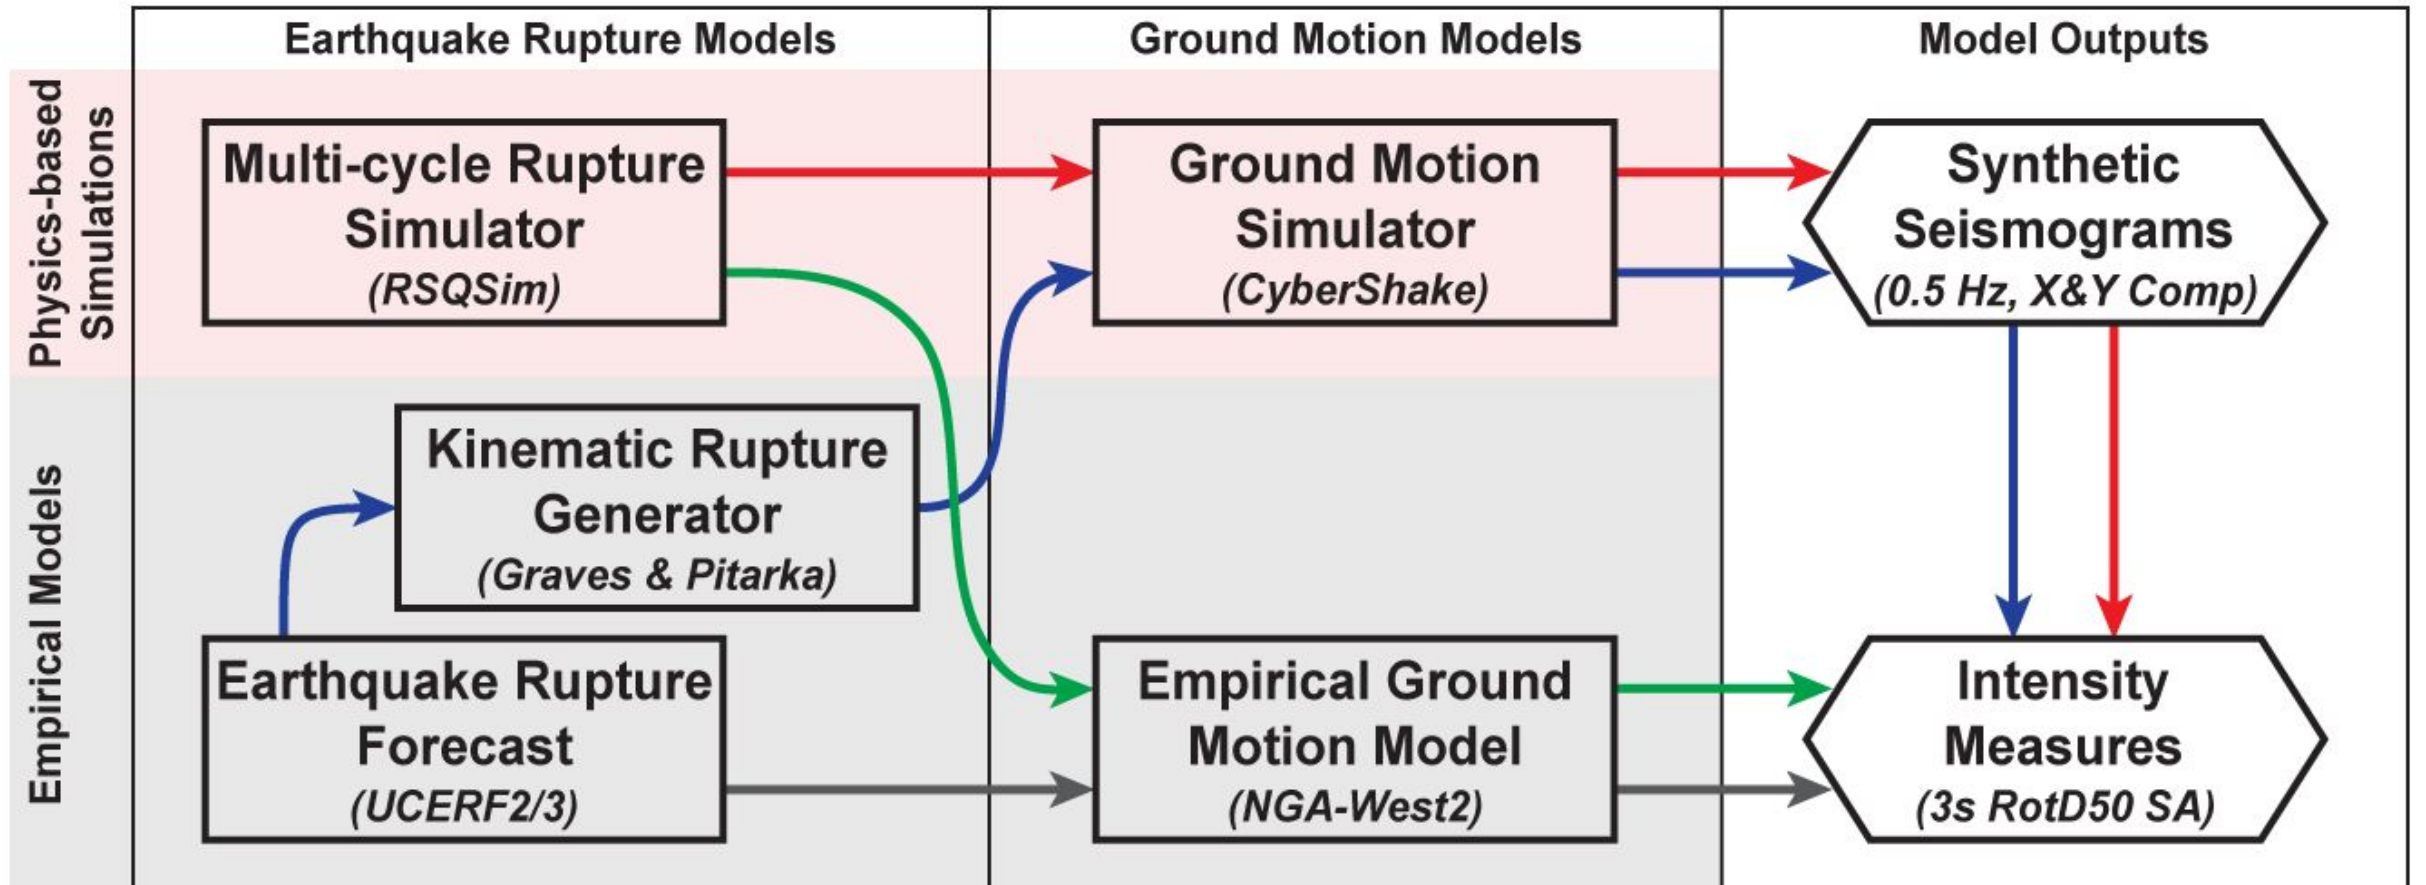 Earthquake Rupture Models
Ground Motion Models
Model Outputs
Physics-based
Simulations
Multi-cycle Rupture
Simulator
(RSQSim)
Ground Motion
Simulator
(CyberShake)
Synthetic
Seismograms
(0.5 Hz, X&Y Comp)
Empirical Models
Kinematic Rupture
Generator
(Graves & Pitarka)
Earthquake Rupture
Forecast
(UCERF2/3)
Empirical Ground
Motion Model
(NGA-West2)
Intensity
Measures
(3s RotD50 SA)